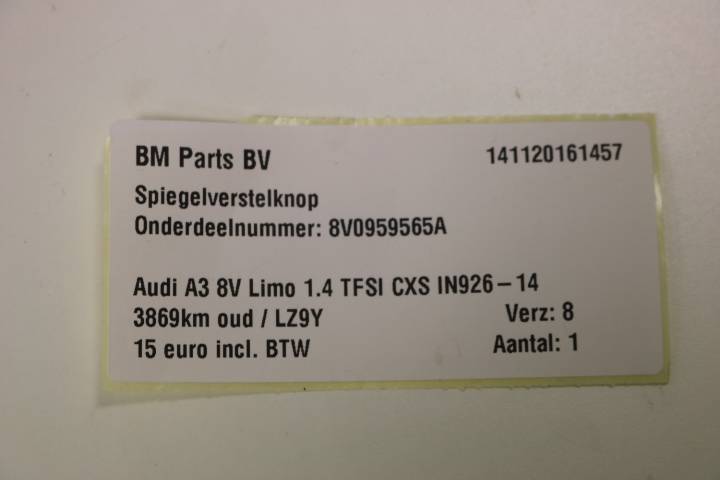 BM Parts BV 141120161457
Spiegelverstelknop
Onderdeelnummer: 8V0959565A
Audi A3 8V Limo 1.4 TFSI CXS IN926-14
3869km oud / LZ9Y Verz: 8
15 euro incl. BTW Aantal: 1